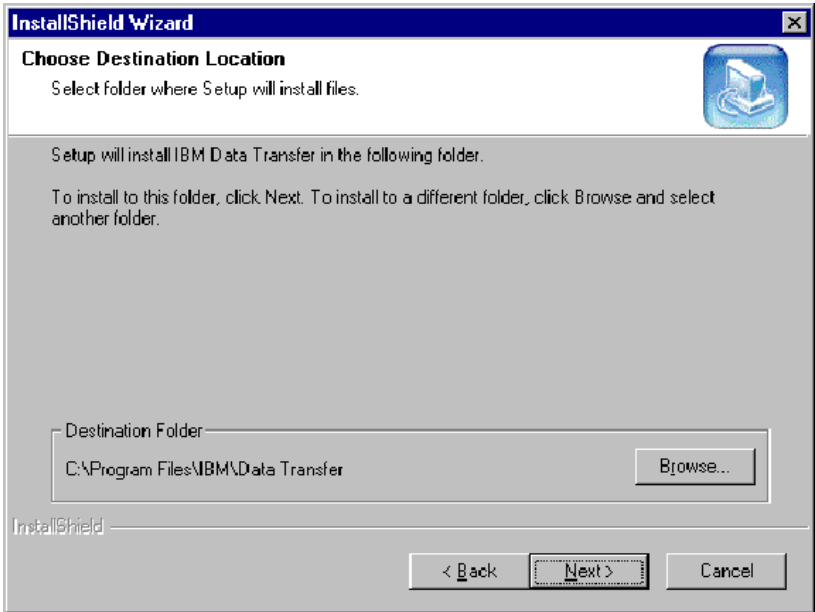 InstallShield Wizard
Choose Destination Location
Select folder where Setup will install files.
Setup will install IBM Data Transfer in the following folder.
To install to this folder, click Next. To install to a different folder, click Browse and select
another folder.
Destination Folder
C:\Program Files\IBM\Data Transfer
Browse...
InstallShield
< Back
Next >
Cancel